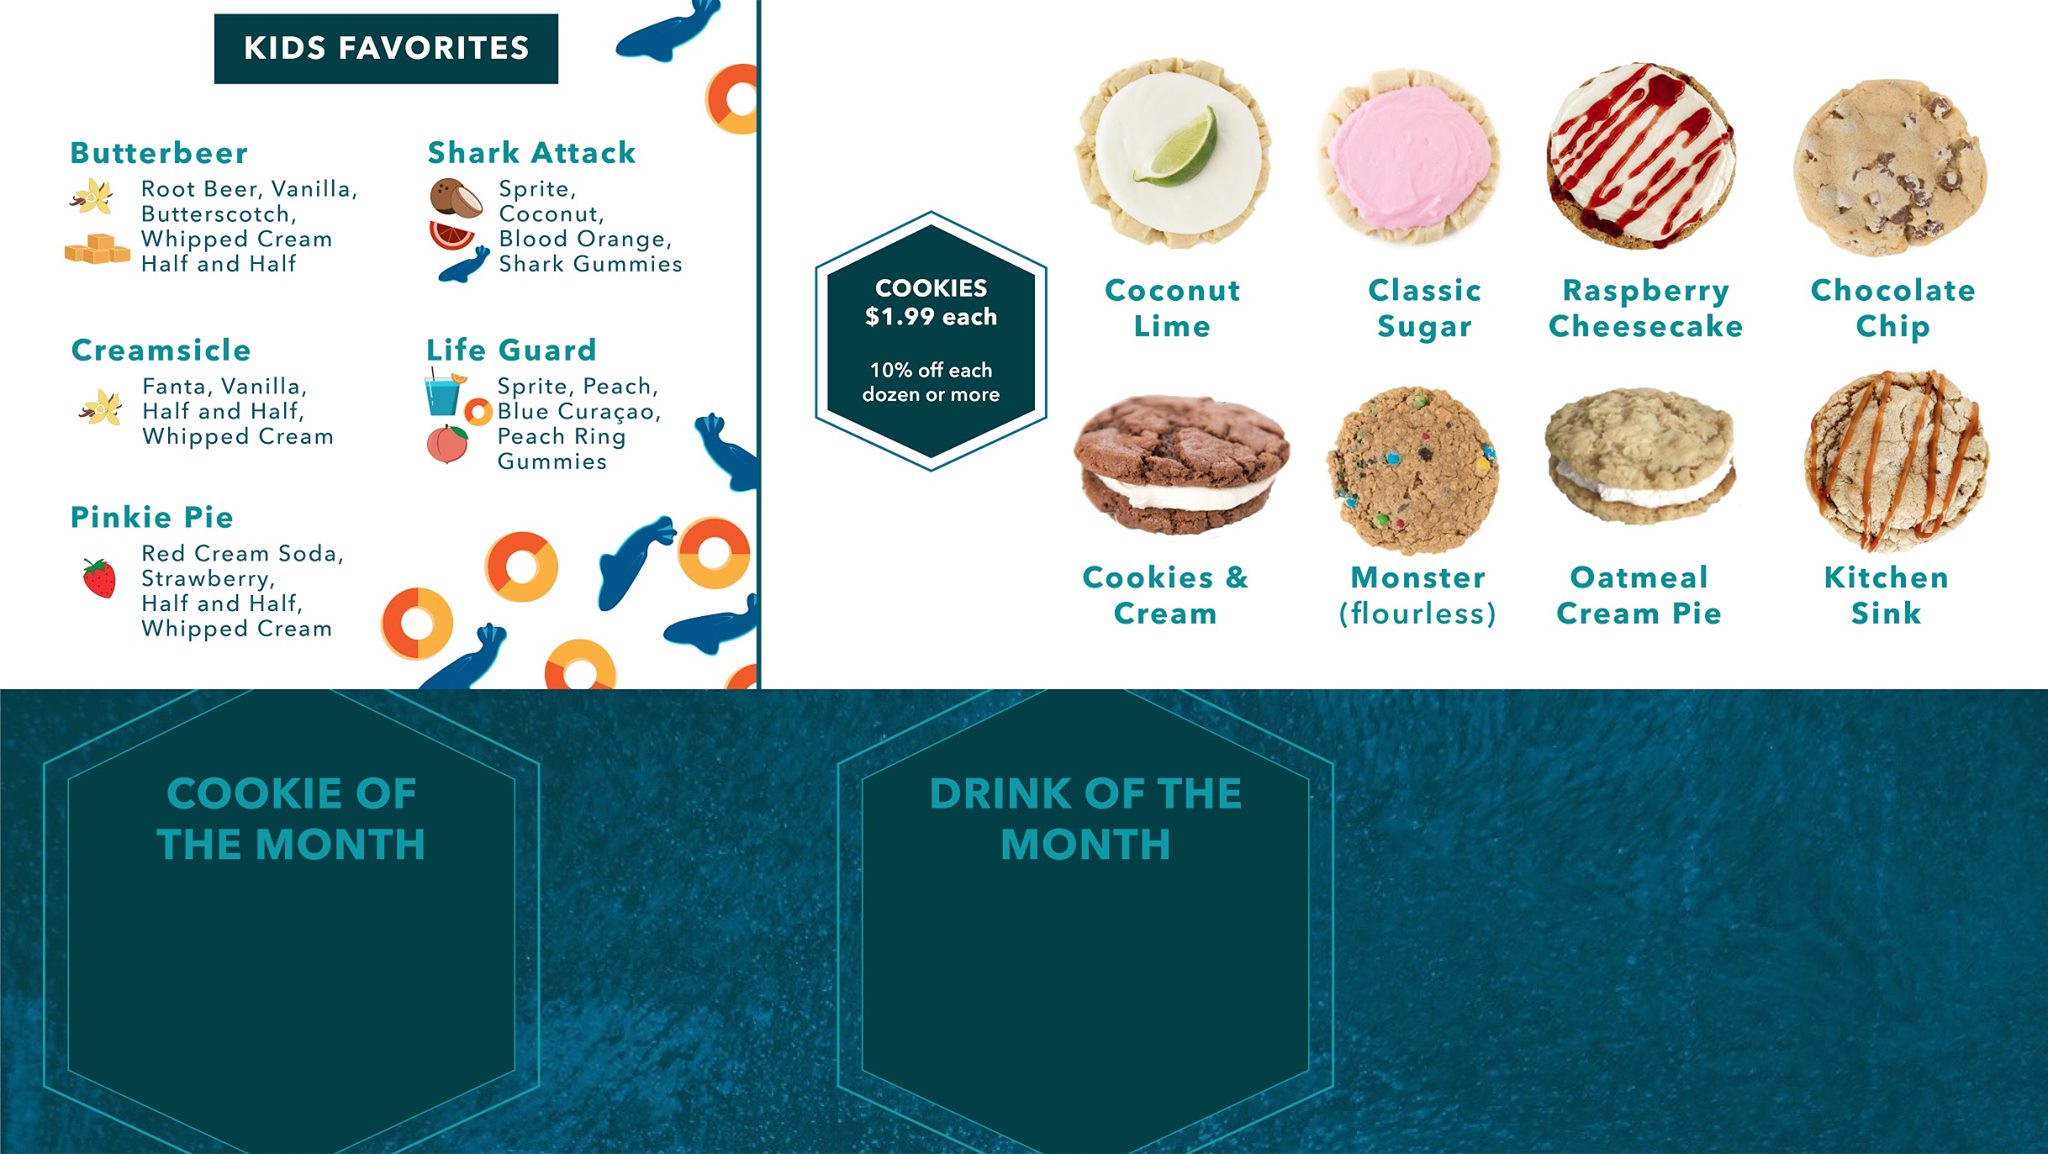 KIDS FAVORITES
Butterbeer
Root Beer, Vanilla,
Butterscotch,
Whipped Cream
Half and Half
Shark Attack
Sprite,
Coconut,
Blood Orange,
Shark Gummies
Creamsicle
Fanta, Vanilla,
Half and Half,
Whipped Cream
Life Guard
Sprite, Peach,
Blue Curaçao,
Peach Ring
Gummies
Pinkie Pie
Red Cream Soda,
Strawberry,
Half and Half,
Whipped Cream
COOKIES
$1.99 each
10% off each
dozen or more
Coconut
Lime
Classic
Sugar
Raspberry
Cheesecake
Chocolate
Chip
Cookies &
Cream
Monster
(flourless)
Oatmeal
Cream Pie
Kitchen
Sink
COOKIE OF
THE MONTH
DRINK OF THE
MONTH